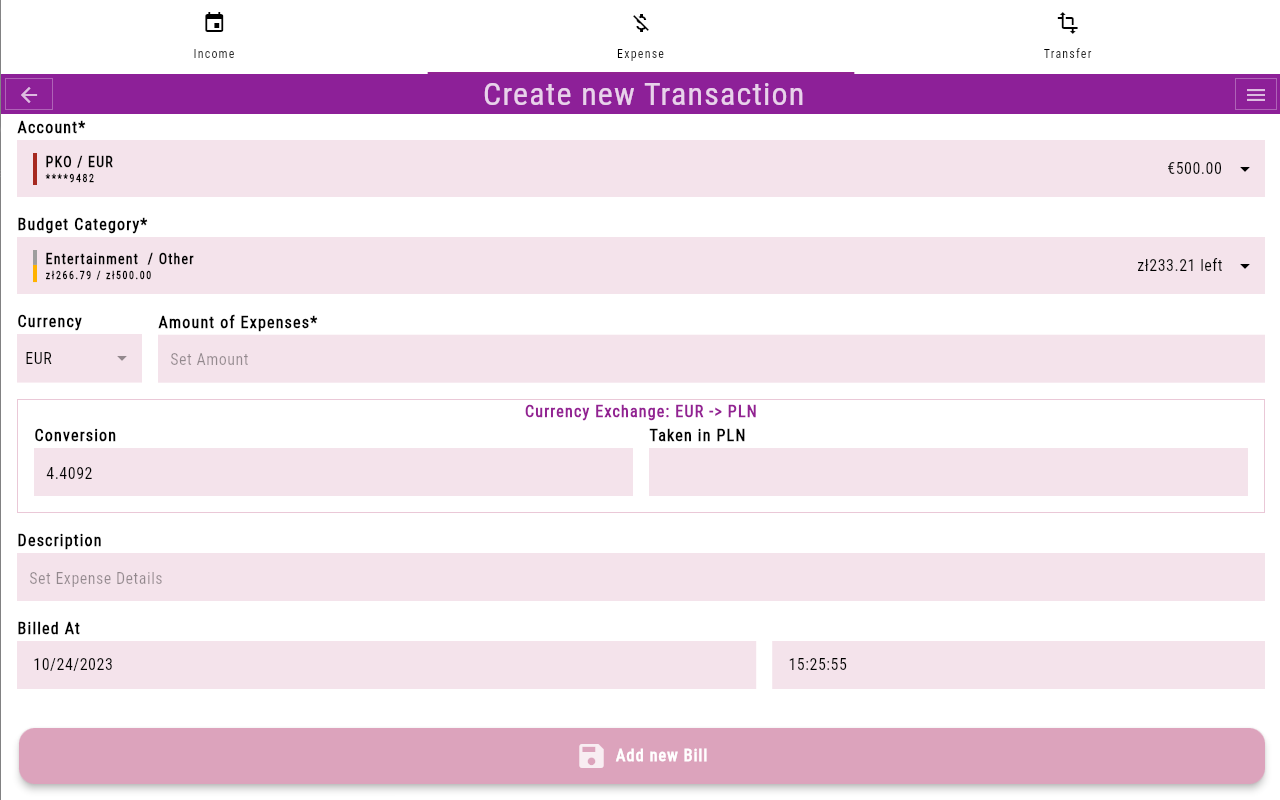 Income
Expense
Transfer
Create new Transaction
Account*
PKO / EUR
****9482
€500.00
Budget Category*
Entertainment / Other
zł266.79 / zł500.00
zł233.21 left
Currency
Amount of Expenses*
EUR
Set Amount
Currency Exchange: EUR -> PLN
Conversion
Taken in PLN
4.4092
Description
Set Expense Details
Billed At
10/24/2023
15:25:55
Add new Bill